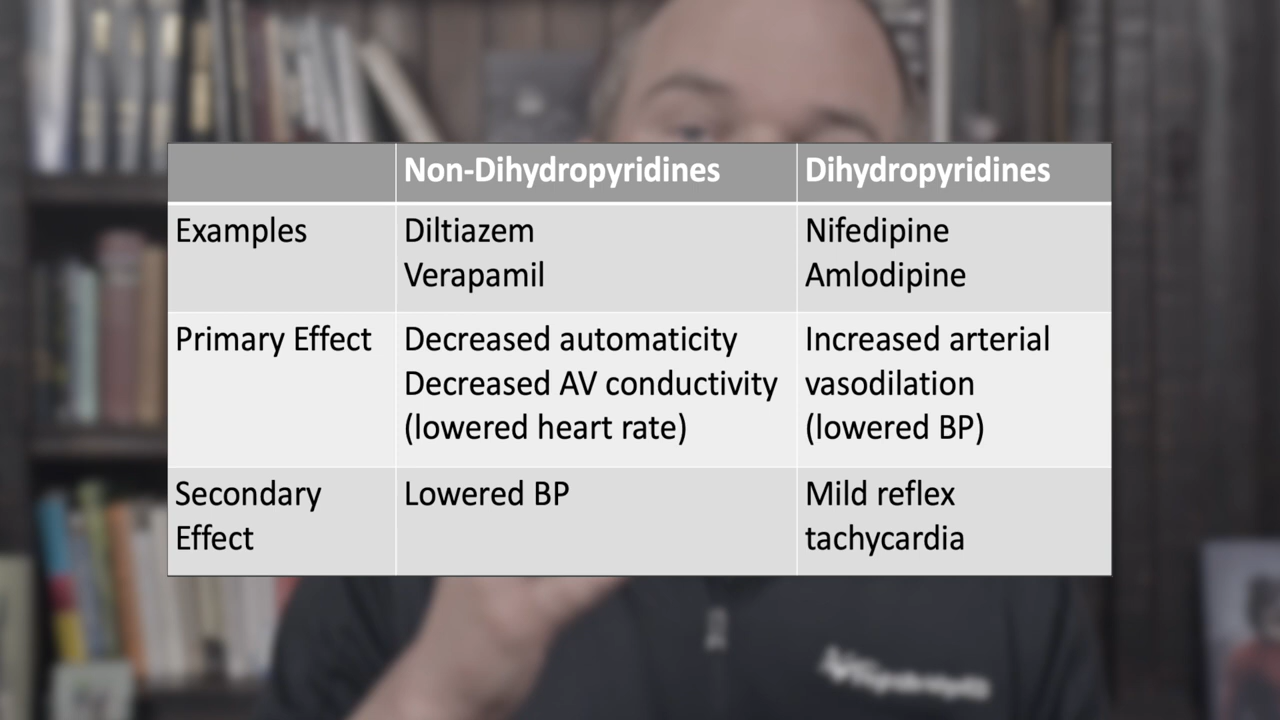 Non-Dihydropyridines Dihydropyridines
Examples Diltiazem Nifedipine
Verapamil Amlodipine
Primary Effect Decreased automaticity Increased arterial
Decreased AV conductivity vasodilation
(lowered heart rate) (lowered BP)
Secondary Lowered BP Mild reflex
Effect tachycardia